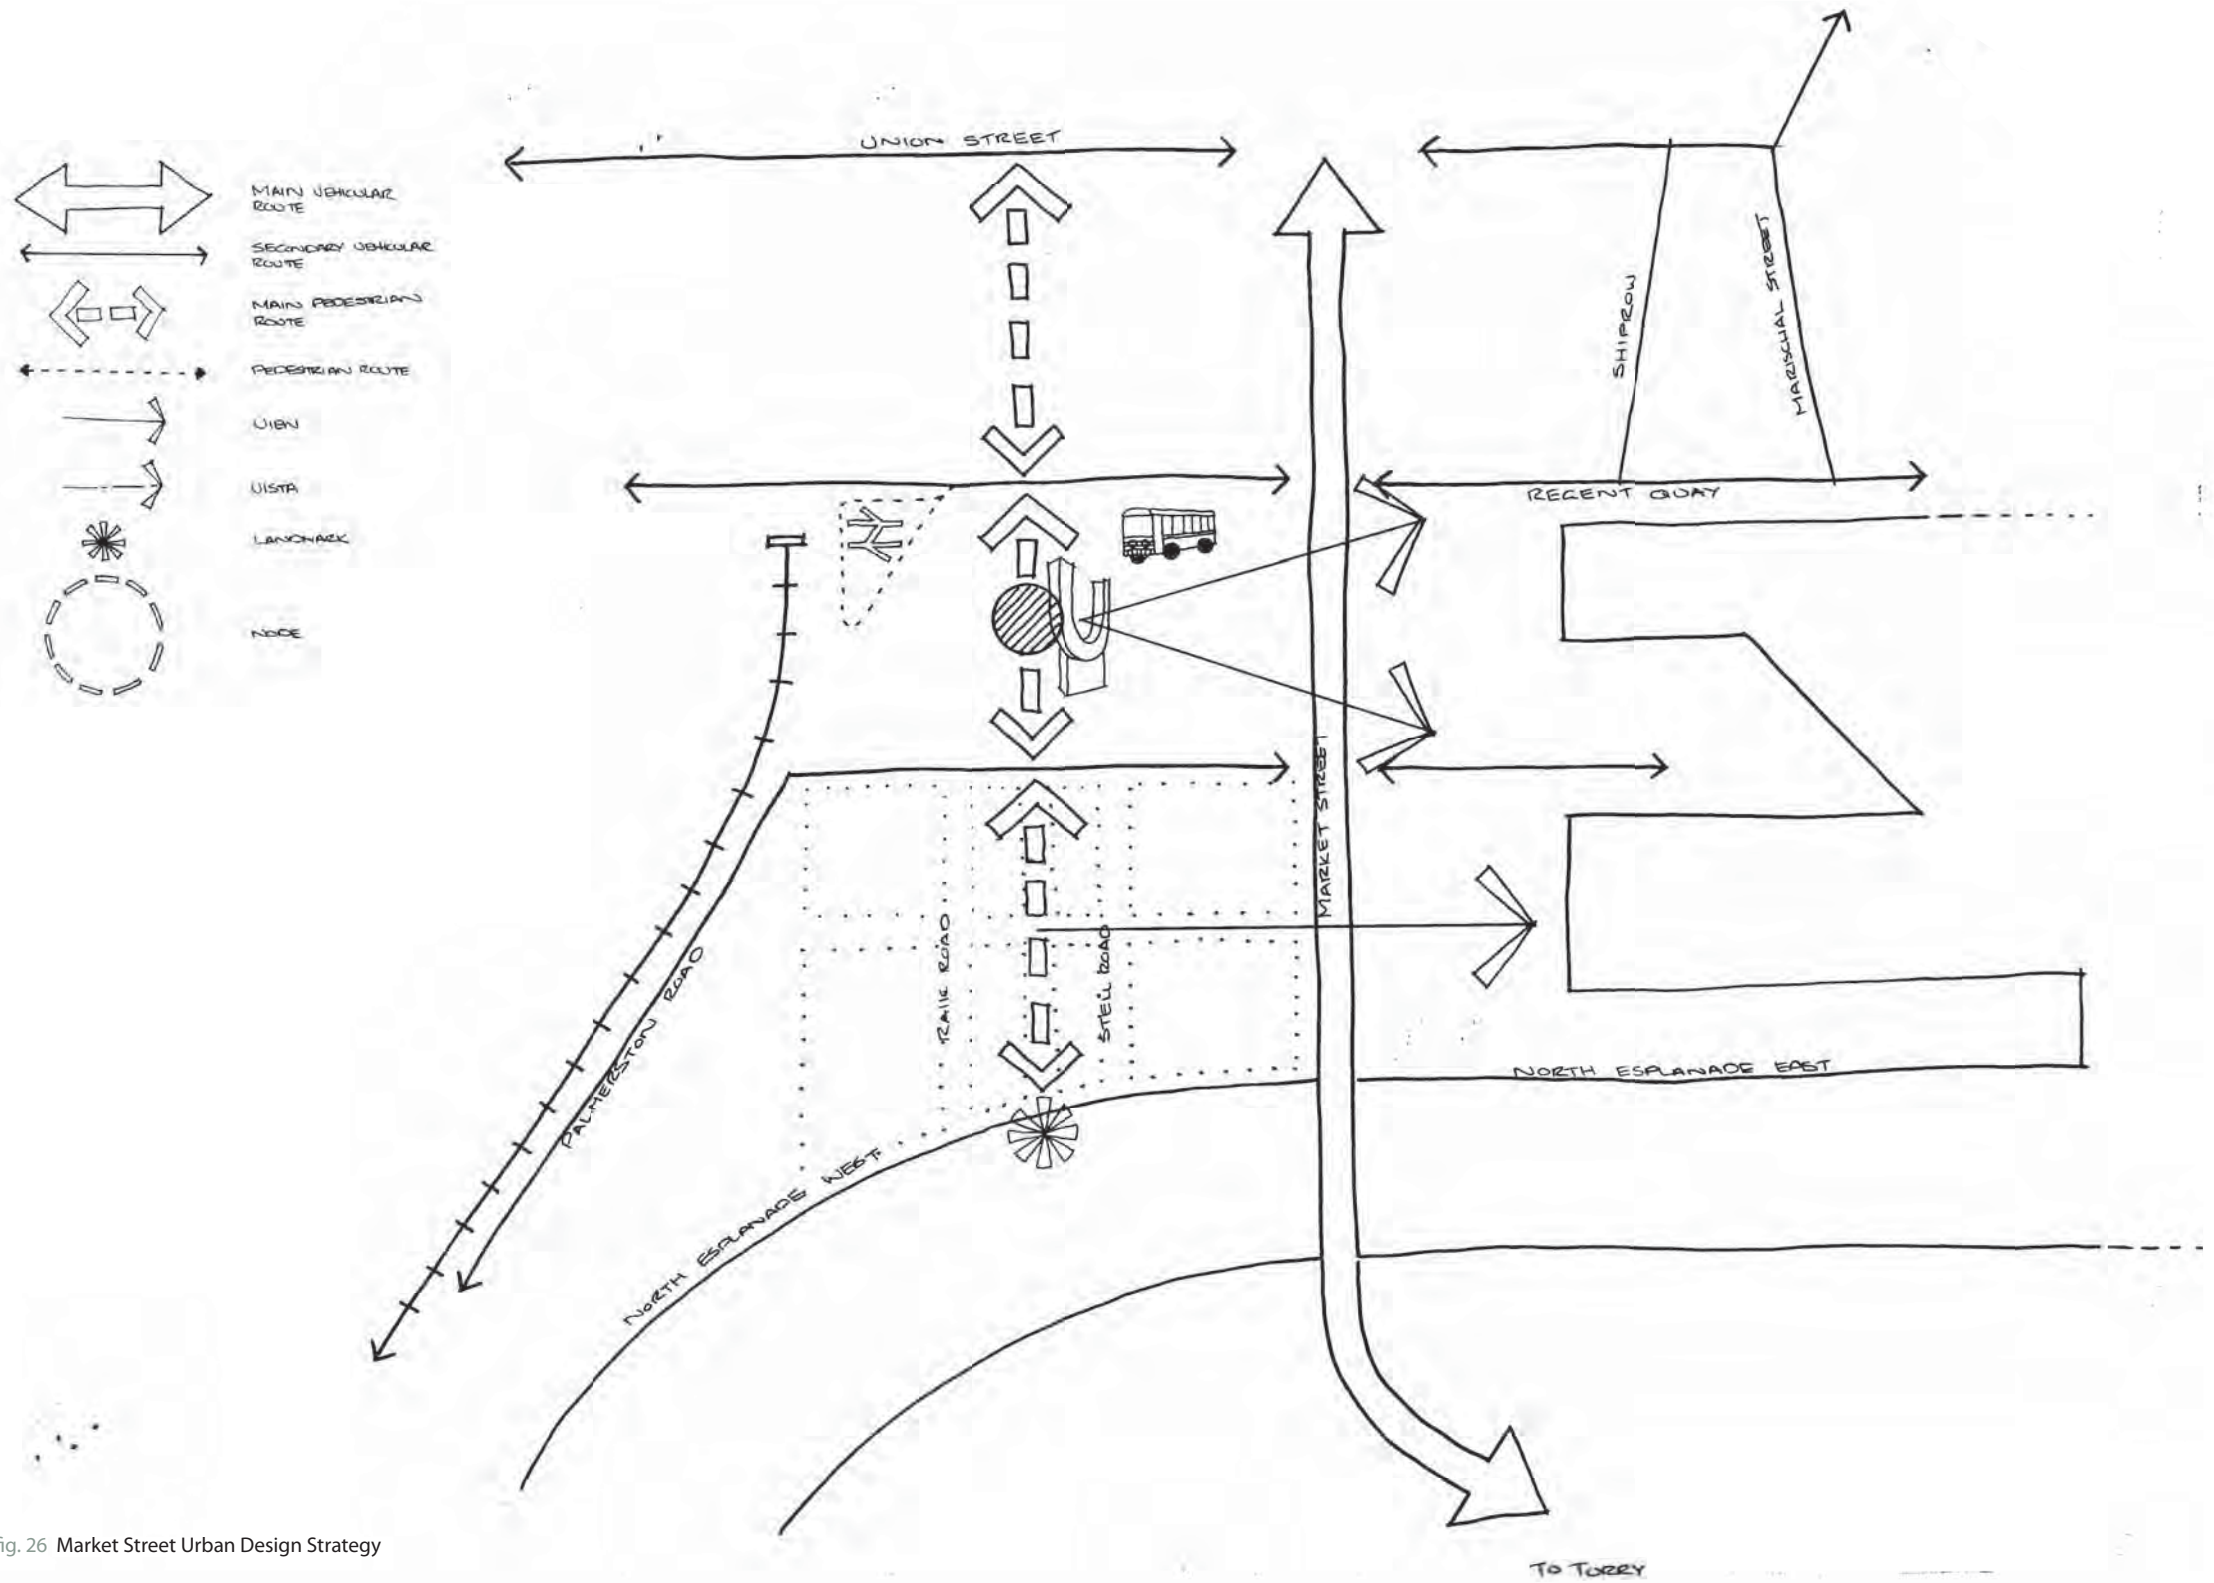 UNION STREET
MAIN VEHICULAR
ROUTE
SECONDARY VEHICULAR
ROUTE
MAIN PEDESTRIAN
ROUTE
PEDESTRIAN ROUTE
VIEW
VISTA
LANDMARK
NODE
SHIPROW
MARISCHAL STREET
REGENT QUAY
MARKET STREET
RAIK ROAD
STELL ROAD
PALMERSTON ROAD
NORTH ESPLANADE WEST
NORTH ESPLANADE EAST
fig. 26 Market Street Urban Design Strategy
TO TORRY